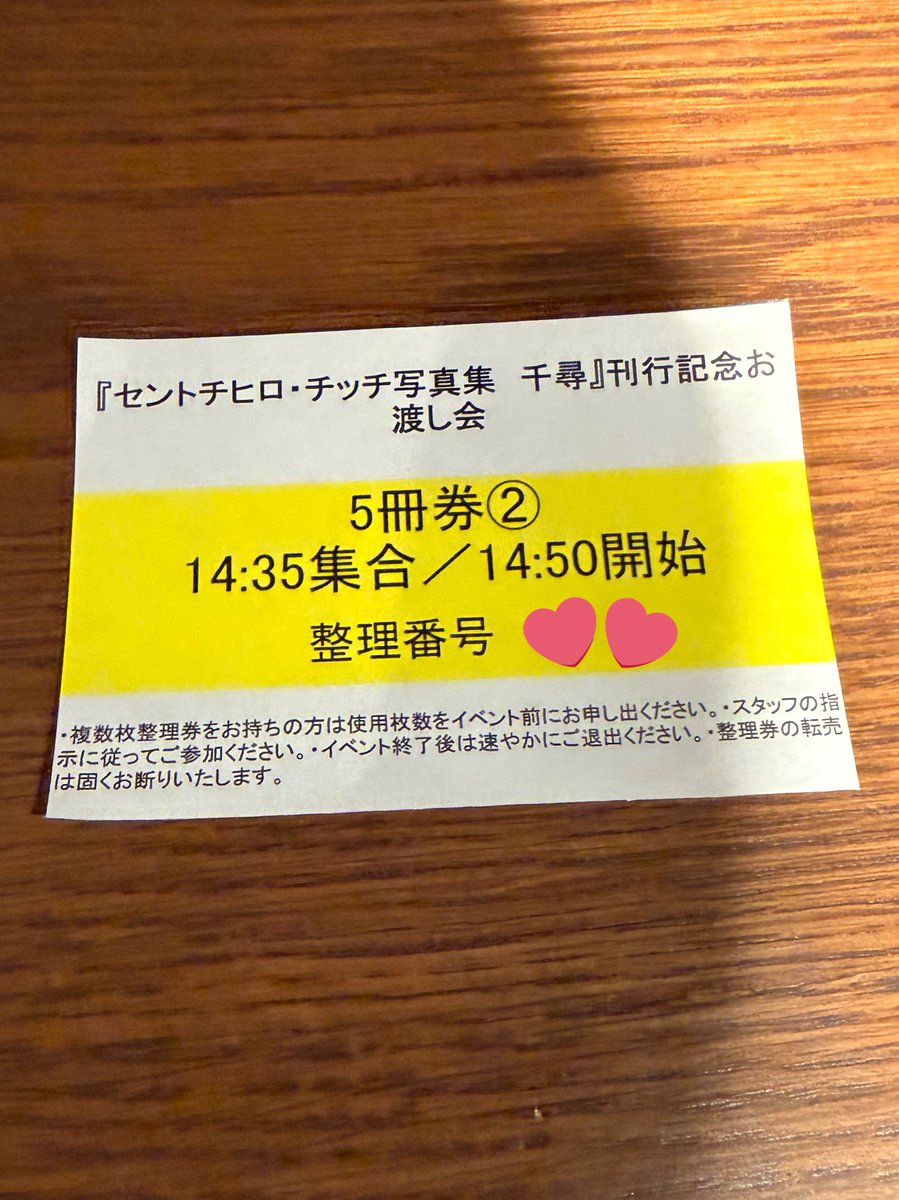 『セントチヒロ・チッチ写真集　千尋』刊行記念お
渡し会
5冊券②
14:35集合／14:50開始
整理番号
・複数枚整理券をお持ちの方は使用枚数をイベント前にお申し出ください。・スタッフの指
示に従ってご参加ください。・イベント終了後は速やかにご退出ください。・整理券の転売
は固くお断りいたします。